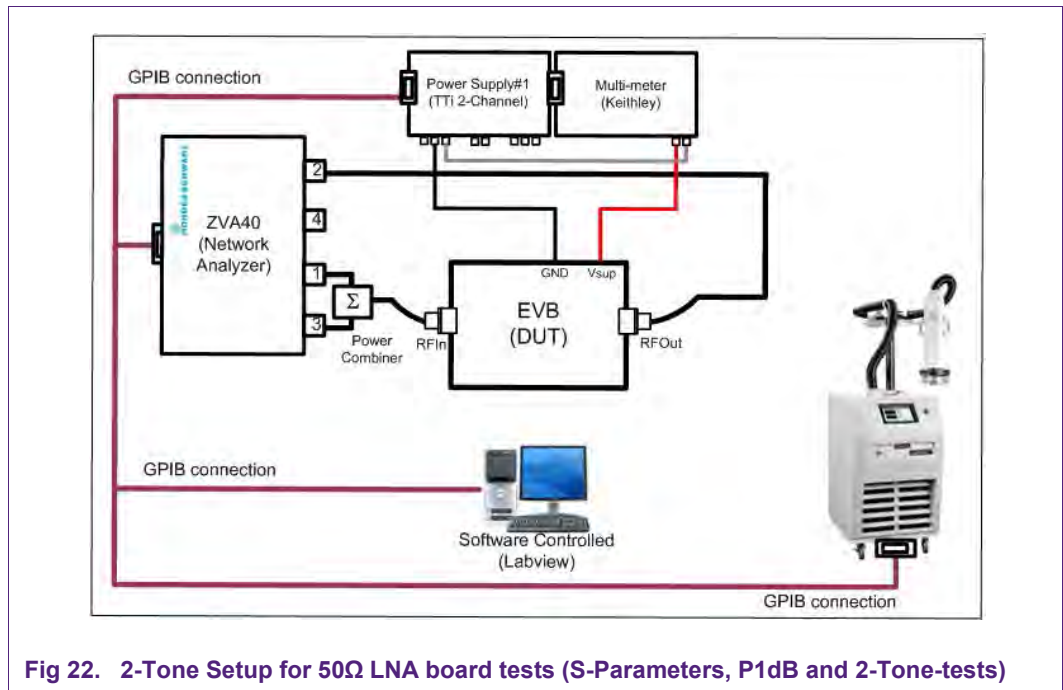 GPIB connection
Power Supply#1
(TTi 2-Channel)
Multi-meter
(Keithley)
ROHDE&SCHWARZ
ZVA40
(Network
Analyzer)
2
4
1
3
Σ
Power
Combiner
RFIn
GND
Vsup
EVB
(DUT)
RFOut
GPIB connection
Software Controlled
(Labview)
GPIB connection
Fig 22. 2-Tone Setup for 50Ω LNA board tests (S-Parameters, P1dB and 2-Tone-tests)